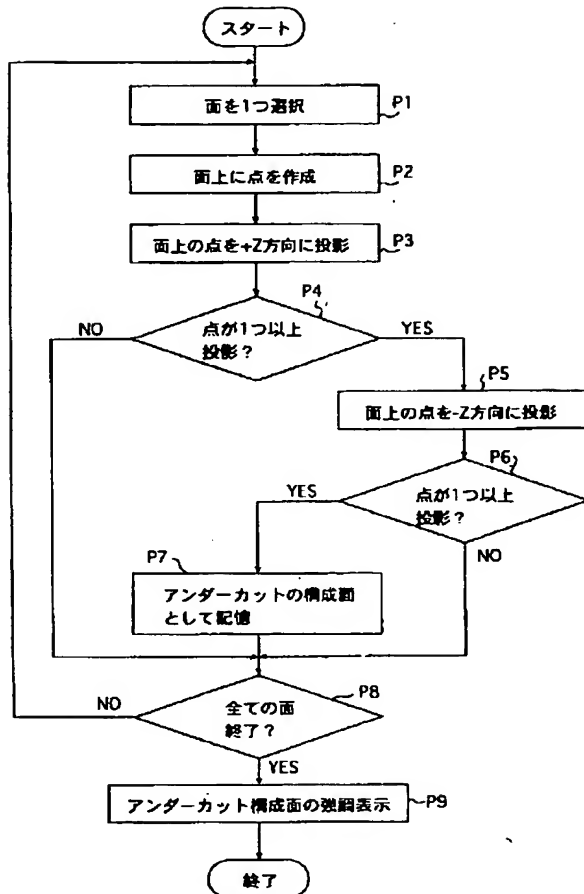 スタート
面を1つ選択
P1
面上に点を作成
P2
面上の点を+Z方向に投影
P3
P4
NO
点が1つ以上
投影?
YES
P5
面上の点を-Z方向に投影
P6
YES
点が1つ以上
投影?
NO
P7
アンダーカットの構成面
として記憶
NO
全ての面
終了?
P8
YES
アンダーカット構成面の強調表示
P9
終了